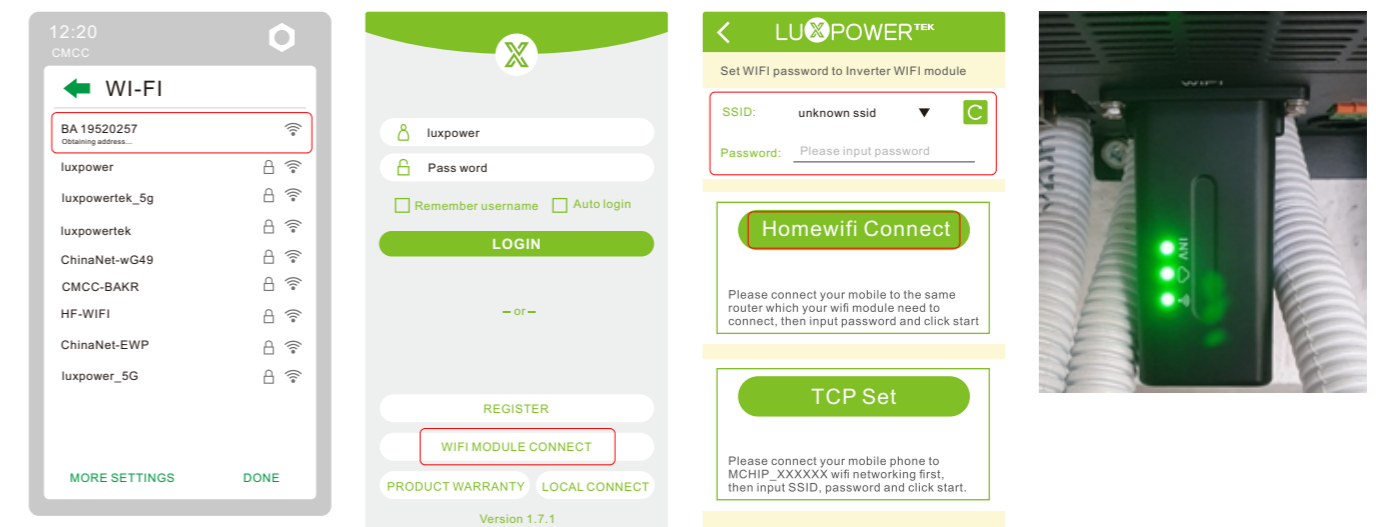 12:20
CMCC
WI-FI
BA 19520257
Obtaining address...
luxpower
luxpowertek_5g
luxpowertek
ChinaNet-wG49
CMCC-BAKR
HF-WIFI
ChinaNet-EWP
luxpower_5G
MORE SETTINGS
DONE
luxpower
Pass word
Remember username
Auto login
LOGIN
or
REGISTER
WIFI MODULE CONNECT
PRODUCT WARRANTY
LOCAL CONNECT
Version 1.7.1
LUXPOWERTEK
Set WIFI password to Inverter WIFI module
SSID: unknown ssid
Password: Please input password
Homewifi Connect
Please connect your mobile to the same
router which your wifi module need to
connect, then input password and click start
TCP Set
Please connect your mobile phone to
MCHIP_XXXXXX wifi networking first,
then input SSID, password and click start.
WIFI
INV